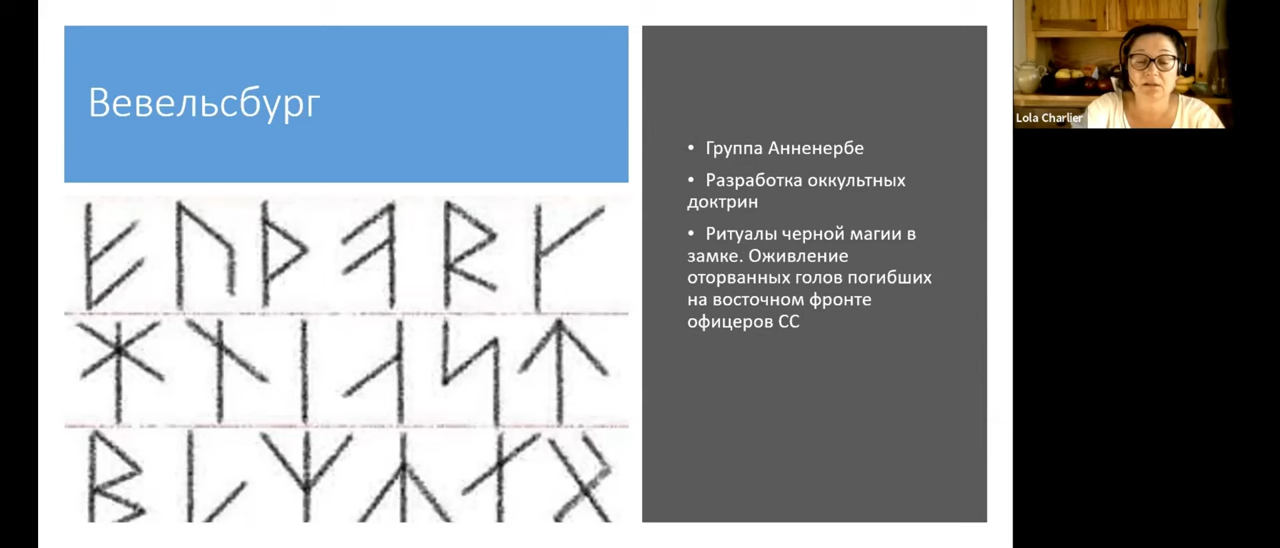 Вевельсбург
• Группа Анненербе
• Разработка оккультных
доктрин
• Ритуалы черной магии в
замке. Оживление
оторванных голов погибших
на восточном фронте
офицеров СС
Lola Charlier